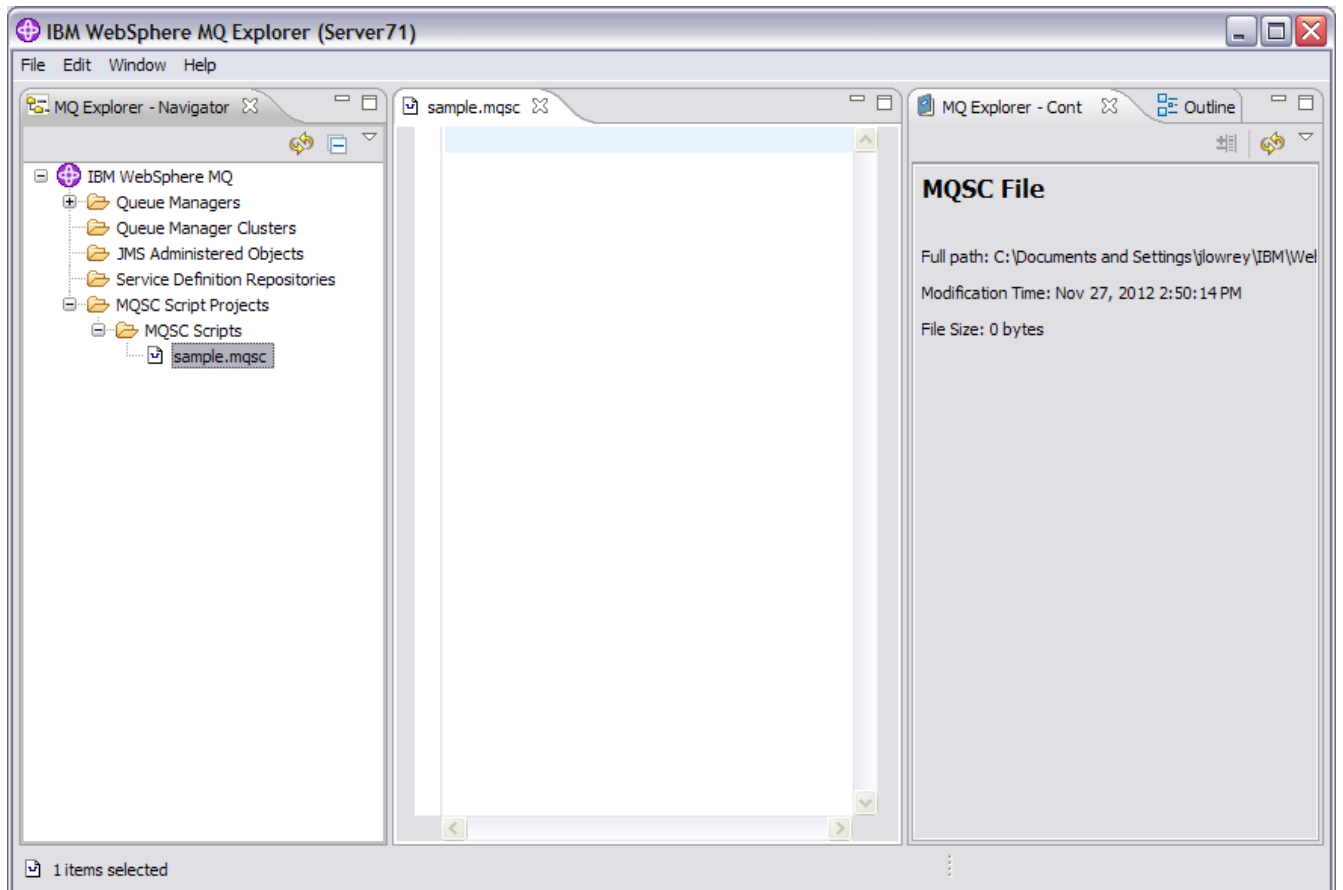 IBM WebSphere MQ Explorer (Server71)
File Edit Window Help
MQ Explorer - Navigator
IBM WebSphere MQ
Queue Managers
Queue Manager Clusters
JMS Administered Objects
Service Definition Repositories
MQSC Script Projects
MQSC Scripts
sample.mqsc
sample.mqsc
MQ Explorer - Cont
Outline
MQSC File
Full path: C:\Documents and Settings\jlowrey\IBM\Wel
Modification Time: Nov 27, 2012 2:50:14 PM
File Size: 0 bytes
1 items selected